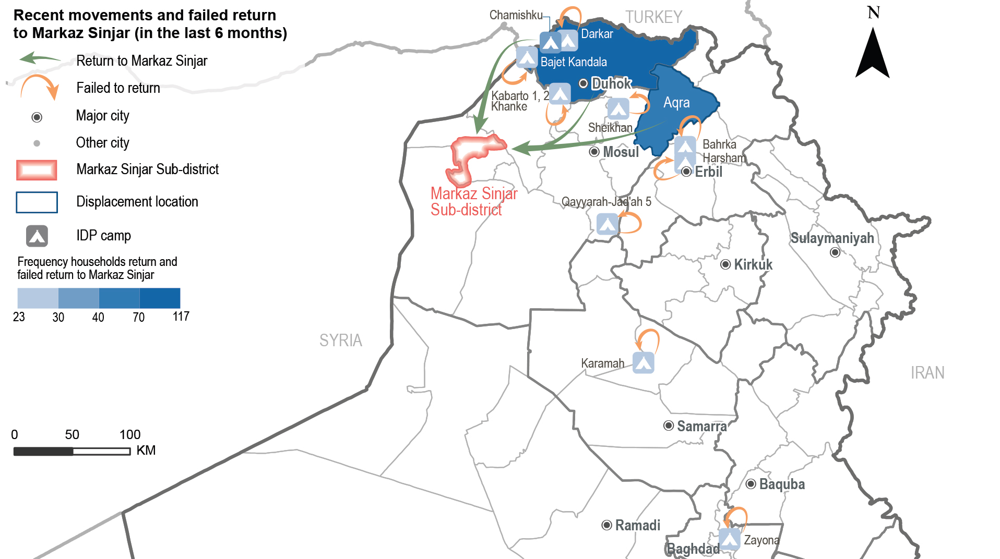 Recent movements and failed return
to Markaz Sinjar (in the last 6 months)
Return to Markaz Sinjar
Failed to return
Major city
Other city
Markaz Sinjar Sub-district
Displacement location
IDP camp
Frequency households return and
failed return to Markaz Sinjar
23 30 40 70 117
0 50 100
KM
N
TURKEY
Chamishku
Darkar
Bajet Kandala
Duhok
Kabarto 1, 2
Khanke
Aqra
Sheikhan
Mosul
Bahrka
Harsham
Erbil
Markaz Sinjar
Sub-district
Qayyarah-Jad'ah 5
Sulaymaniyah
Kirkuk
SYRIA
Karamah
IRAN
Samarra
Baquba
Ramadi
Zayona
Baghdad